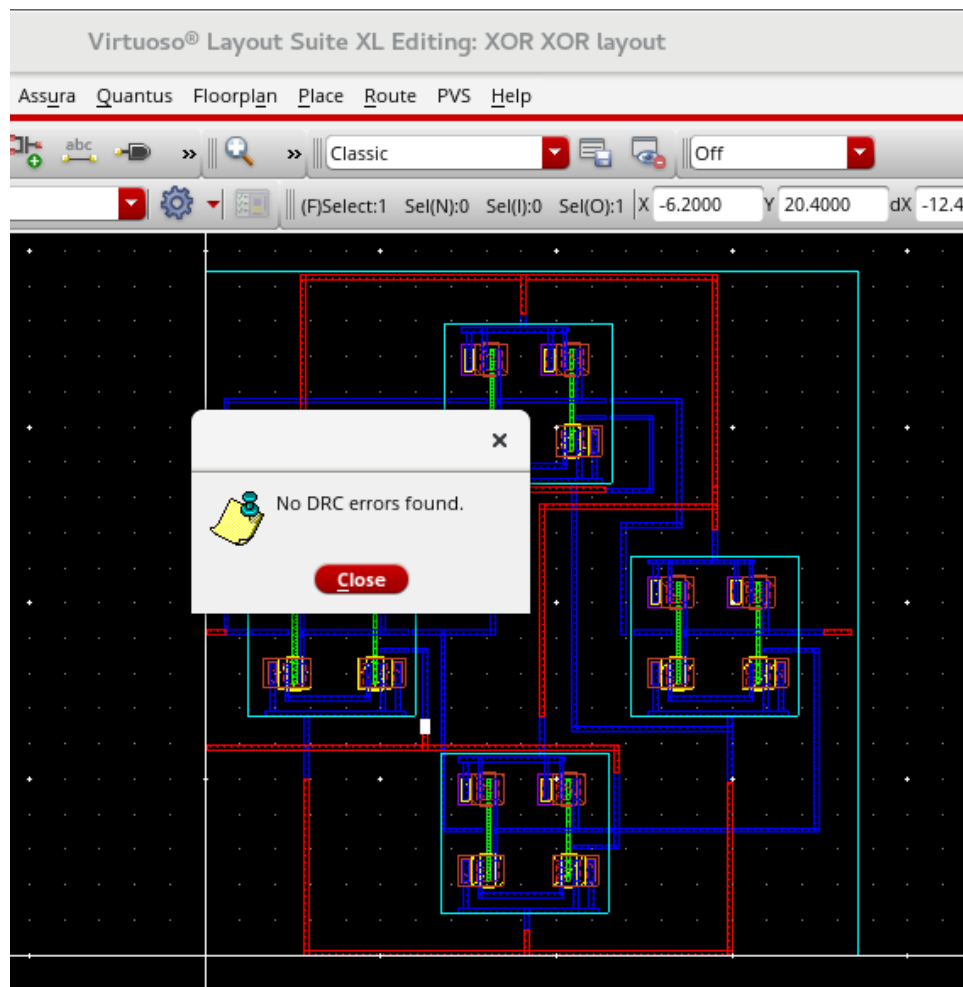 Virtuoso® Layout Suite XL Editing: XOR XOR layout
Assura Quantus Floorplan Place Route PVS Help
abc » » Classic Off
(F)Select:1 Sel(N):0 Sel(I):0 Sel(O):1 X -6.2000 Y 20.4000 dX -12.4
No DRC errors found.
Close